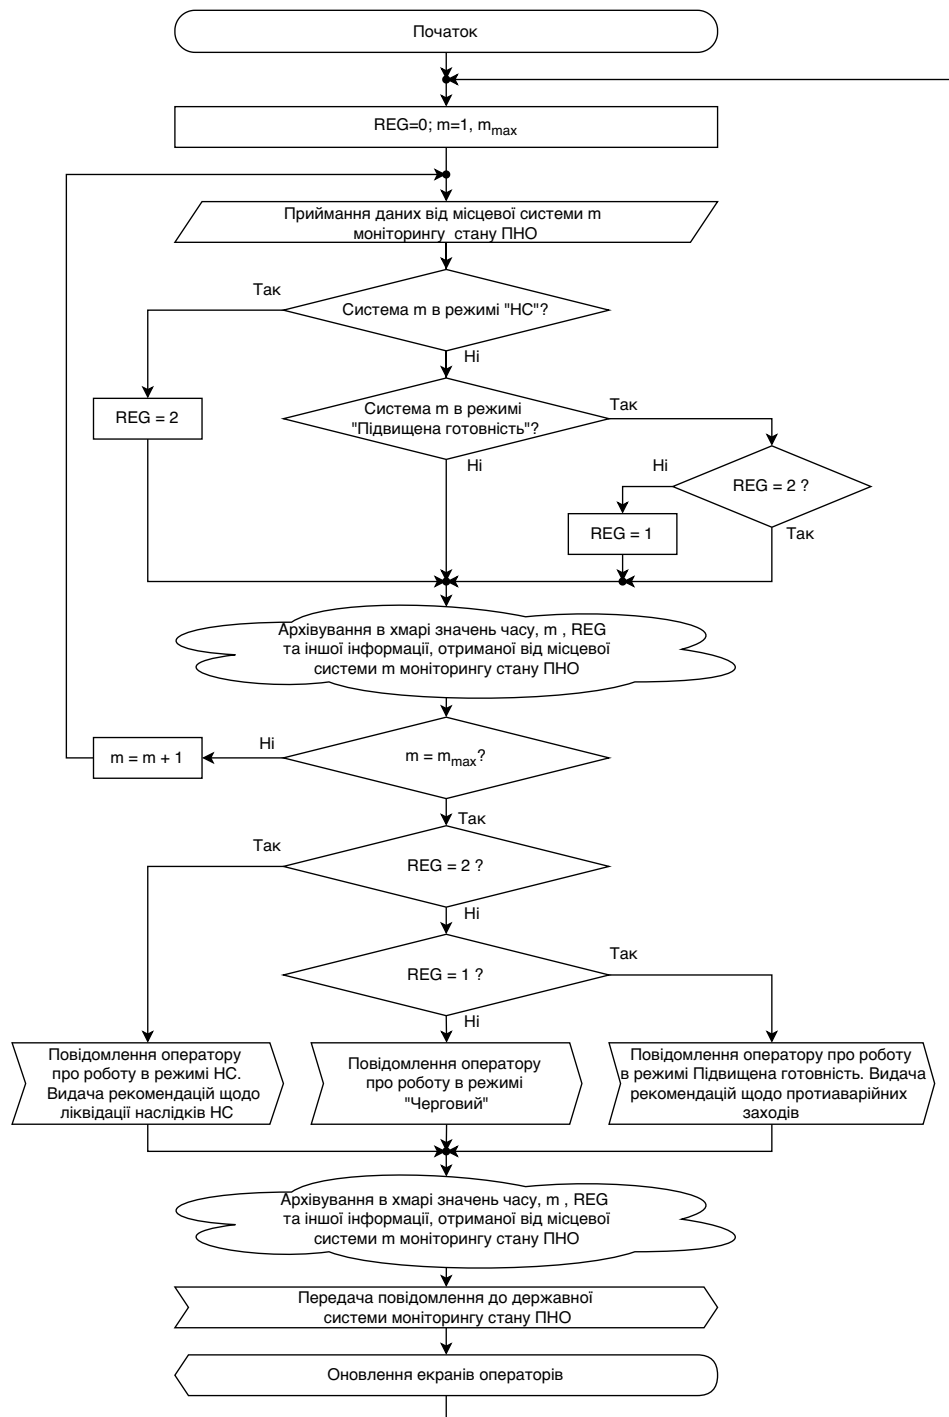 Початок
REG=0; m=1, mmax
Приймання даних від місцевої системи m
моніторингу стану ПНО
Так
Система m в режимі "НС"?
Ні
REG = 2
Система m в режимі
"Підвищена готовність"?
Так
Ні
Ні
REG = 2 ?
REG = 1
Так
Архівування в хмарі значень часу, m , REG
та іншої інформації, отриманої від місцевої
системи m моніторингу стану ПНО
m = m + 1
Ні
m = mmax?
Так
Так
REG = 2 ?
Ні
REG = 1 ?
Так
Ні
Повідомлення оператору
про роботу в режимі НС.
Видача рекомендацій щодо
ліквідації наслідків НС
Повідомлення оператору
про роботу в режимі
"Черговий"
Повідомлення оператору про роботу
в режимі Підвищена готовність. Видача
рекомендацій щодо протиаварійних
заходів
Архівування в хмарі значень часу, m , REG
та іншої інформації, отриманої від місцевої
системи m моніторингу стану ПНО
Передача повідомлення до державної
системи моніторингу стану ПНО
Оновлення екранів операторів